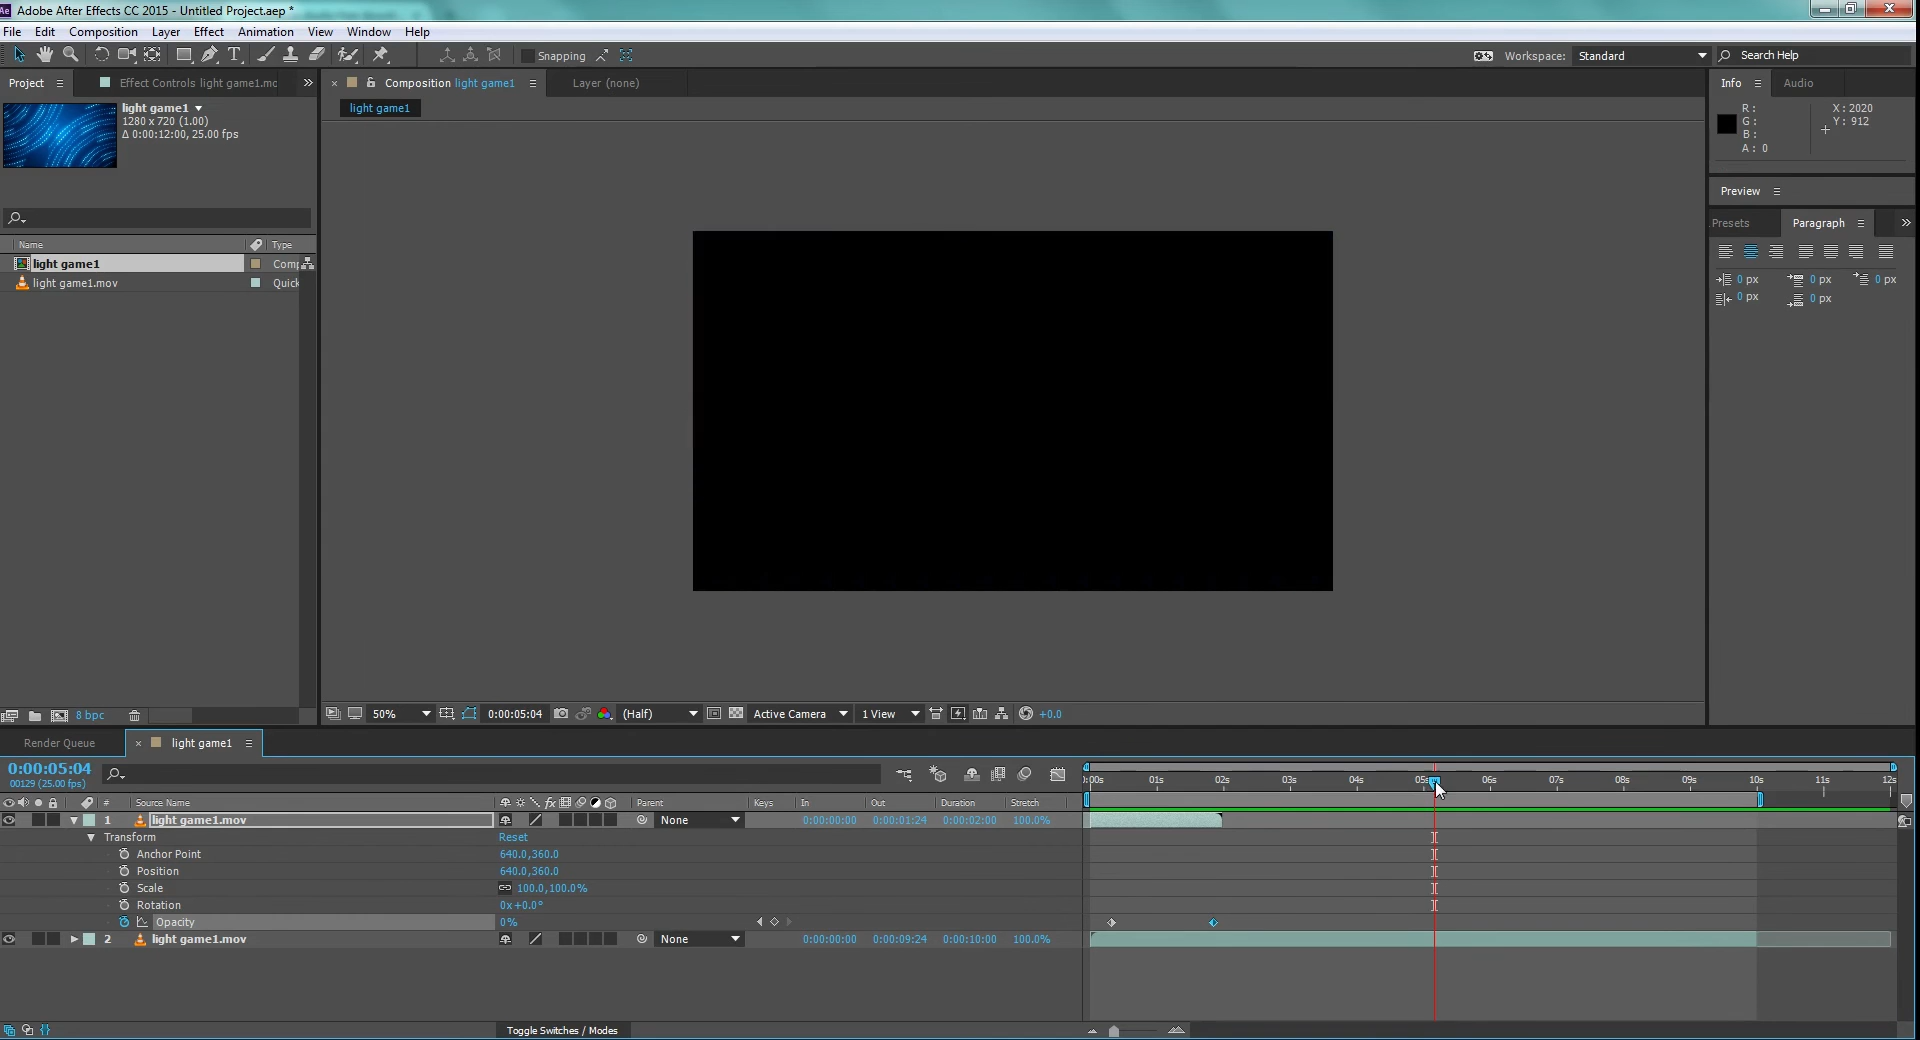 Ae Adobe After Effects CC 2015 - Untitled Project.aep *
File Edit Composition Layer Effect Animation View Window Help
T Snapping Workspace: Standard Search Help
Project Effect Controls light game1.mo
Composition light game1 Layer (none)
Info Audio
light game1
1280 x 720 (1.00)
Δ 0:00:12:00, 25.00 fps
light game1
R : X : 2020
G : Y : 912
B :
A : 0
Preview
Presets Paragraph
Name Type
light game1 Comp
light game1.mov Quick
0 px 0 px 0 px
0 px 0 px
8 bpc
50% 0:00:05:04 (Half) Active Camera 1 View +0.0
Render Queue light game1
0:00:05:04
00129 (25.00 fps)
):00s 01s 02s 03s 04s 05s 06s 07s 08s 09s 10s 11s 12s
# Source Name fx Parent Keys In Out Duration Stretch
1 light game1.mov None 0:00:00:00 0:00:01:24 0:00:02:00 100.0%
Transform Reset
Anchor Point 640.0,360.0
Position 640.0,360.0
Scale 100.0,100.0%
Rotation 0x+0.0°
Opacity 0%
2 light game1.mov None 0:00:00:00 0:00:09:24 0:00:10:00 100.0%
Toggle Switches / Modes